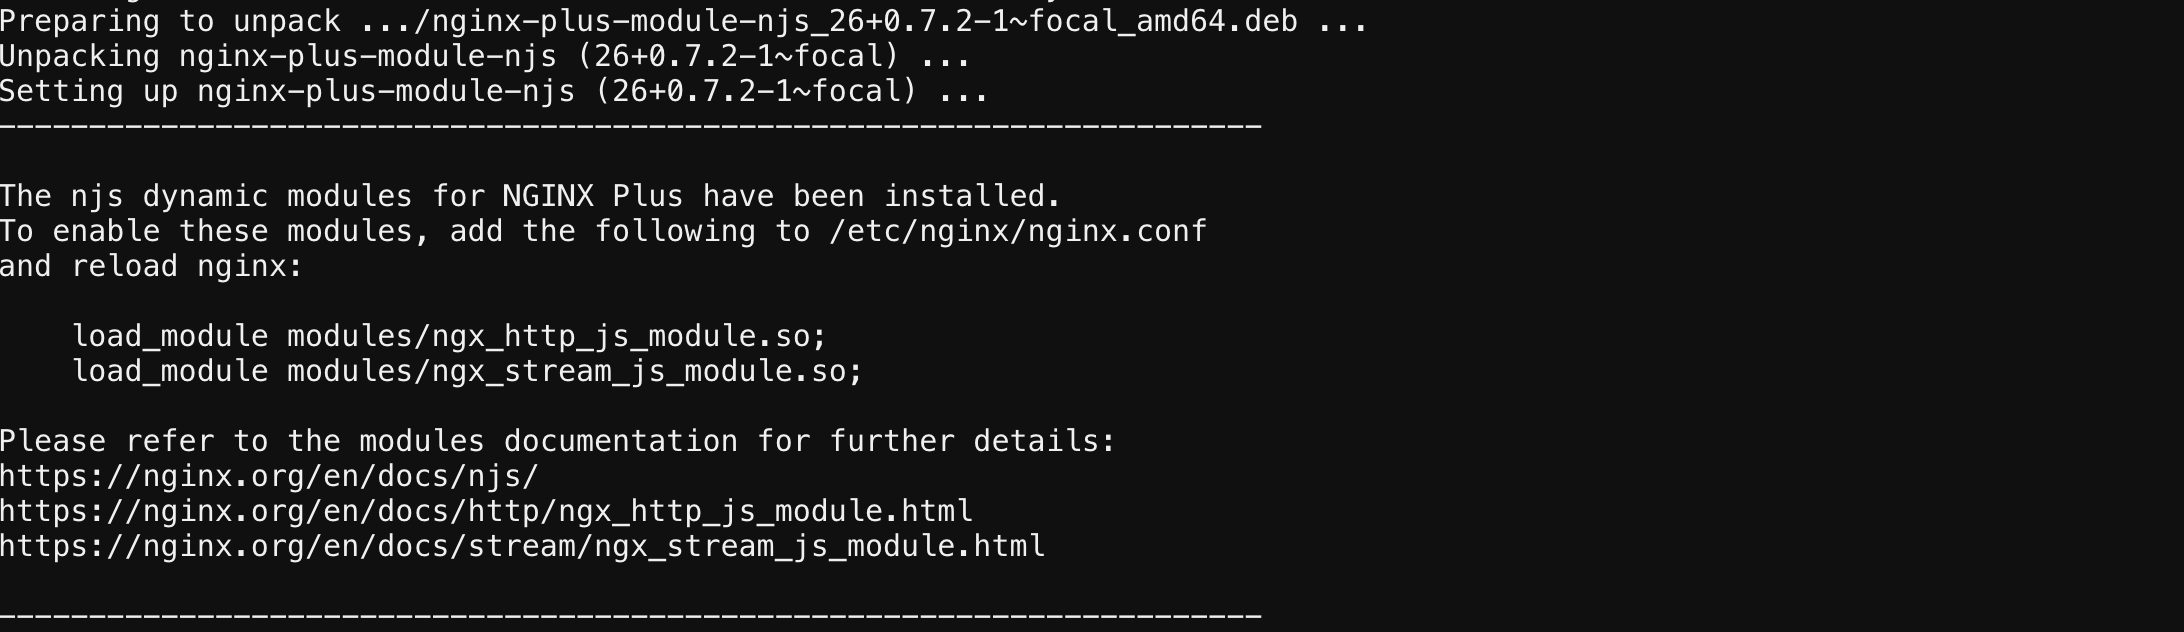 Preparing to unpack .../nginx-plus-module-njs_26+0.7.2-1~focal_amd64.deb ...
Unpacking nginx-plus-module-njs (26+0.7.2-1~focal) ...
Setting up nginx-plus-module-njs (26+0.7.2-1~focal) ...
----------------------------------------------------------------------
The njs dynamic modules for NGINX Plus have been installed.
To enable these modules, add the following to /etc/nginx/nginx.conf
and reload nginx:
    load_module modules/ngx_http_js_module.so;
    load_module modules/ngx_stream_js_module.so;
Please refer to the modules documentation for further details:
https://nginx.org/en/docs/njs/
https://nginx.org/en/docs/http/ngx_http_js_module.html
https://nginx.org/en/docs/stream/ngx_stream_js_module.html
----------------------------------------------------------------------